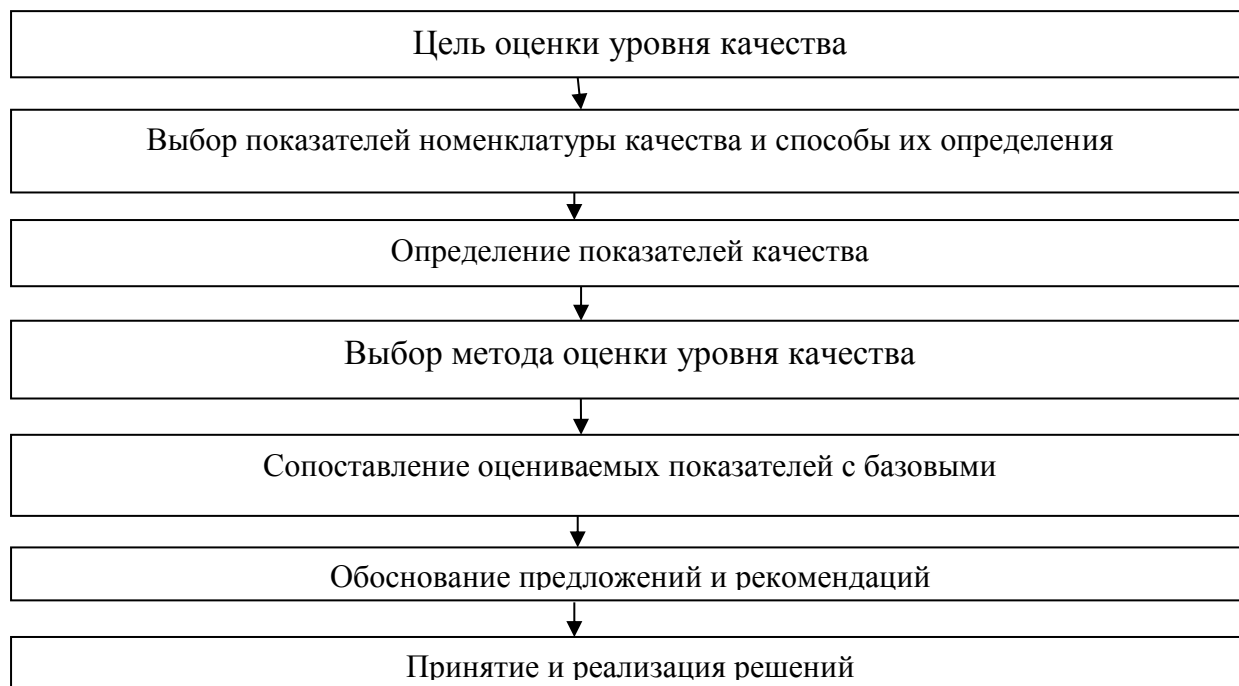 Цель оценки уровня качества
Выбор показателей номенклатуры качества и способы их определения
Определение показателей качества
Выбор метода оценки уровня качества
Сопоставление оцениваемых показателей с базовыми
Обоснование предложений и рекомендаций
Принятие и реализация решений